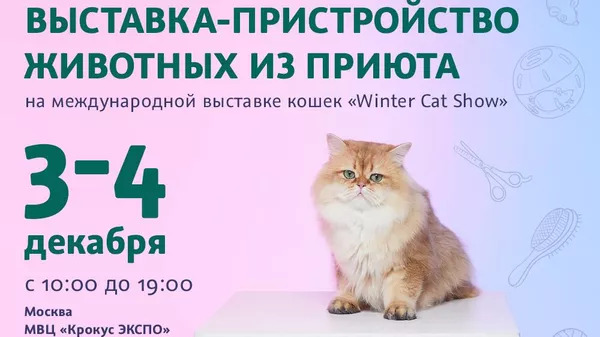 ВЫСТАВКА-ПРИСТРОЙСТВО
ЖИВОТНЫХ ИЗ ПРИЮТА
на международной выставке кошек «Winter Cat Show»
3-4
декабря
с 10:00 до 19:00
Москва
МВЦ «Крокус ЭКСПО»